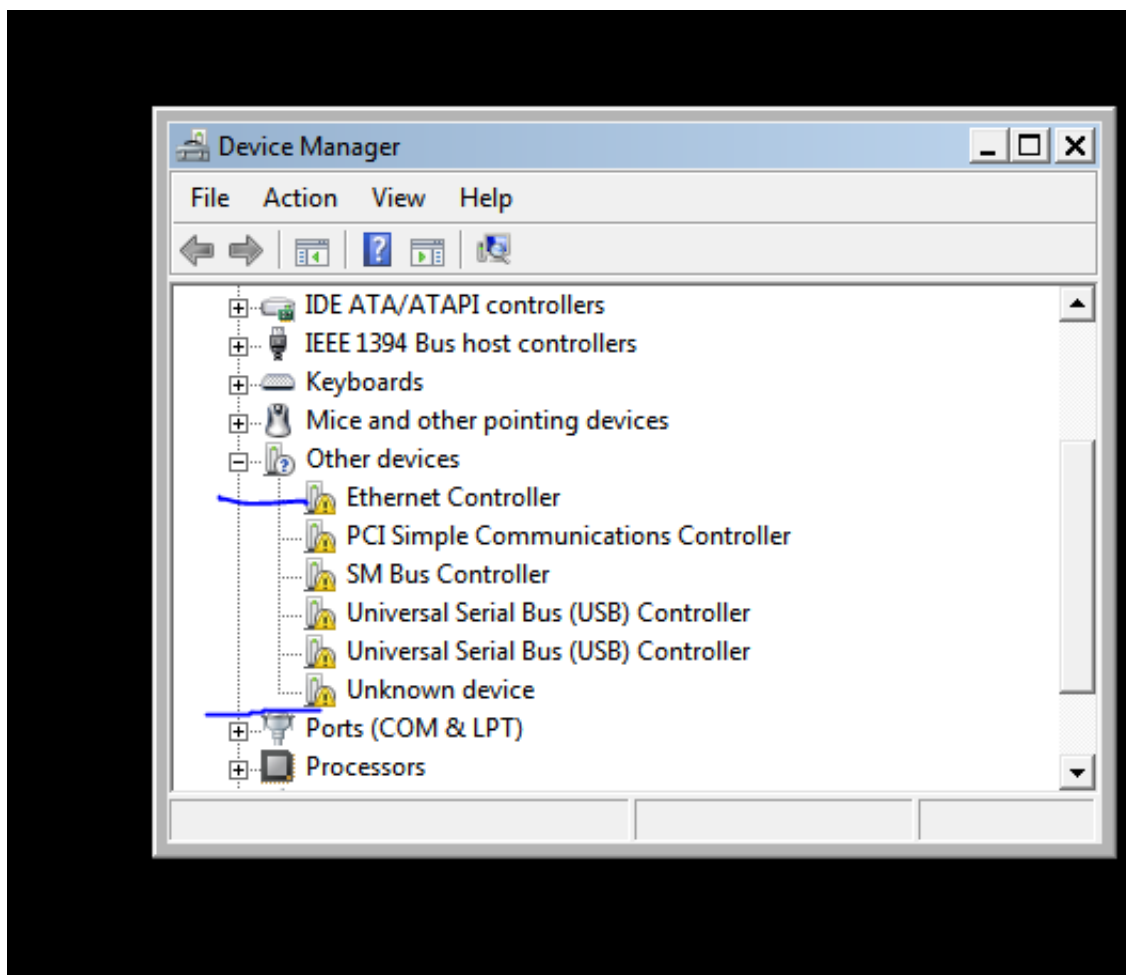 Device Manager
File Action View Help
IDE ATA/ATAPI controllers
IEEE 1394 Bus host controllers
Keyboards
Mice and other pointing devices
Other devices
Ethernet Controller
PCI Simple Communications Controller
SM Bus Controller
Universal Serial Bus (USB) Controller
Universal Serial Bus (USB) Controller
Unknown device
Ports (COM & LPT)
Processors